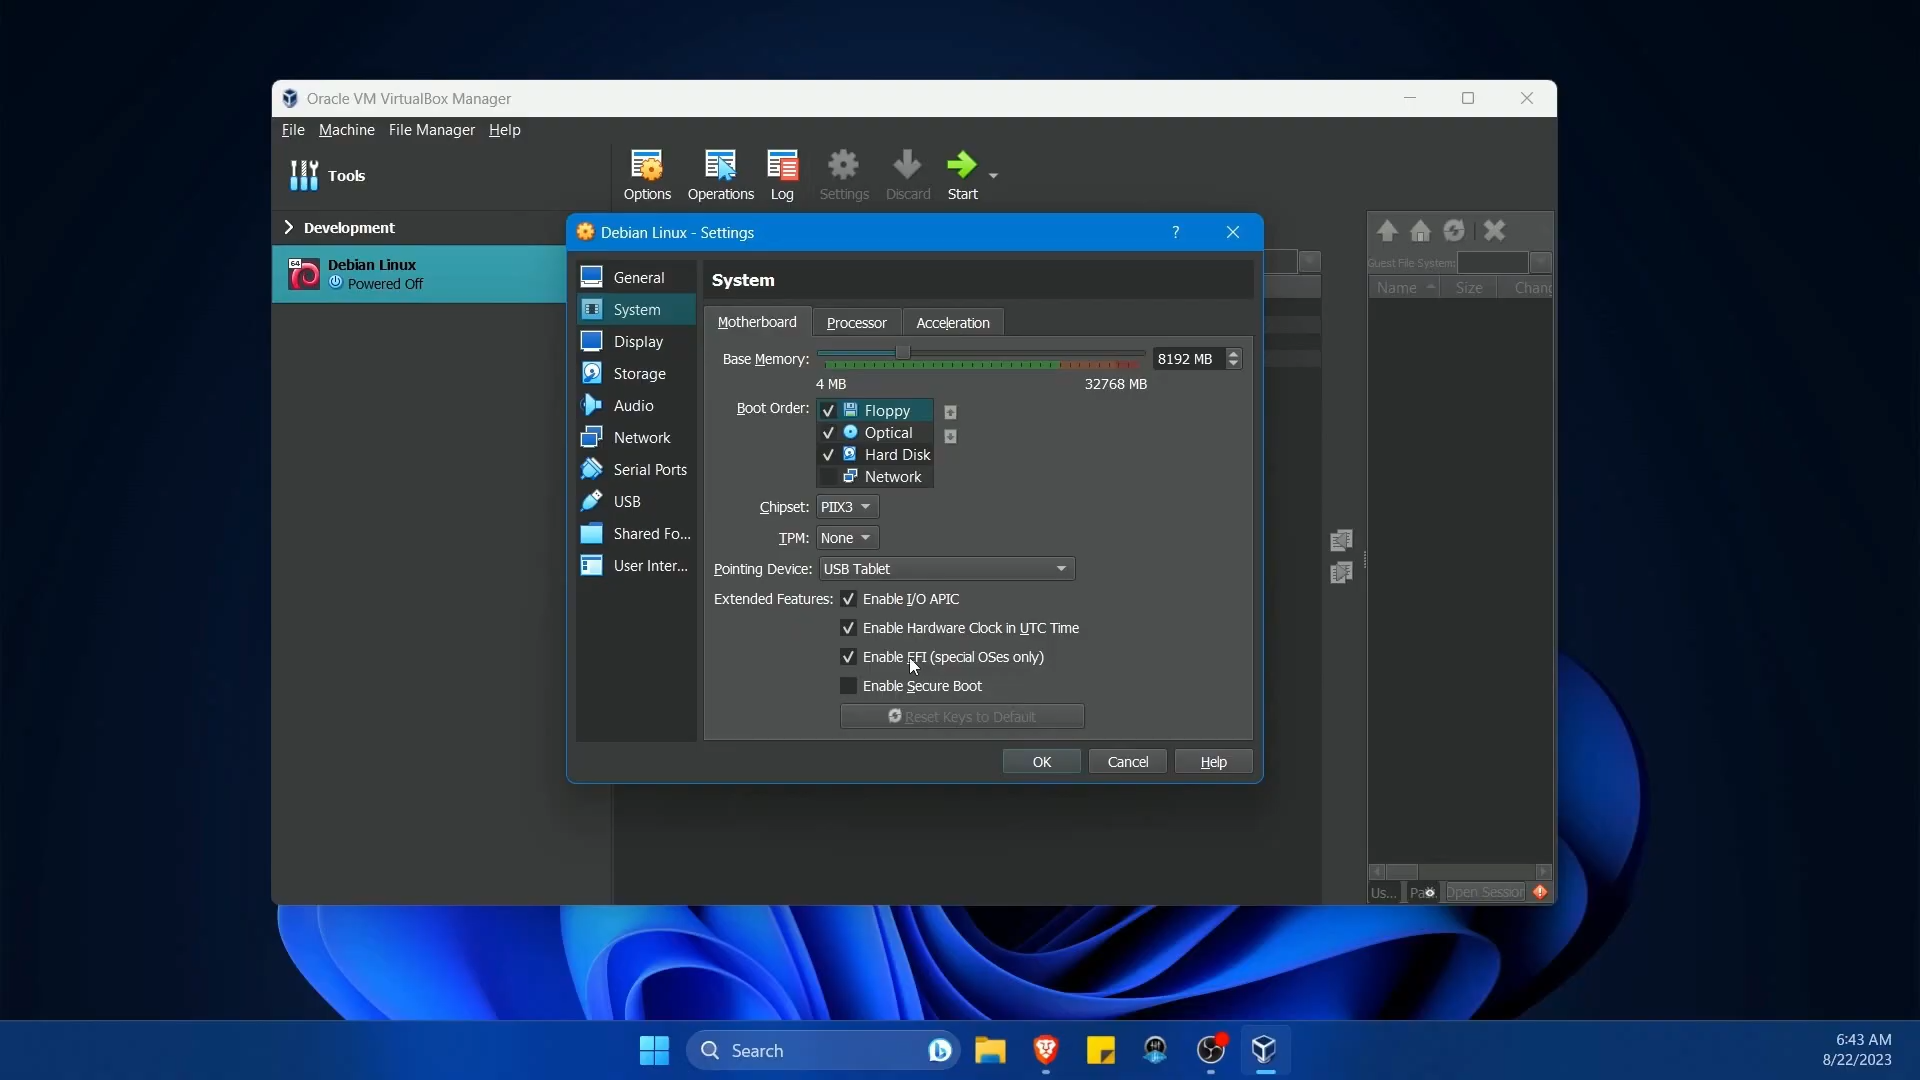 Oracle VM VirtualBox Manager
File Machine File Manager Help
Tools
Options Operations Log Settings Discard Start
Development
64
Debian Linux
Powered Off
Debian Linux - Settings
?
General
System
Display
Storage
Audio
Network
Serial Ports
USB
Shared Fo...
User Inter...
System
Motherboard Processor Acceleration
Base Memory: 8192 MB
4 MB 32768 MB
Boot Order: Floppy
Optical
Hard Disk
Network
Chipset: PIIX3
TPM: None
Pointing Device: USB Tablet
Extended Features: Enable I/O APIC
Enable Hardware Clock in UTC Time
Enable EFI (special OSes only)
Enable Secure Boot
Reset Keys to Default
OK Cancel Help
Guest File System:
Name Size Chang
Us... Open Session
Search
6:43 AM
8/22/2023